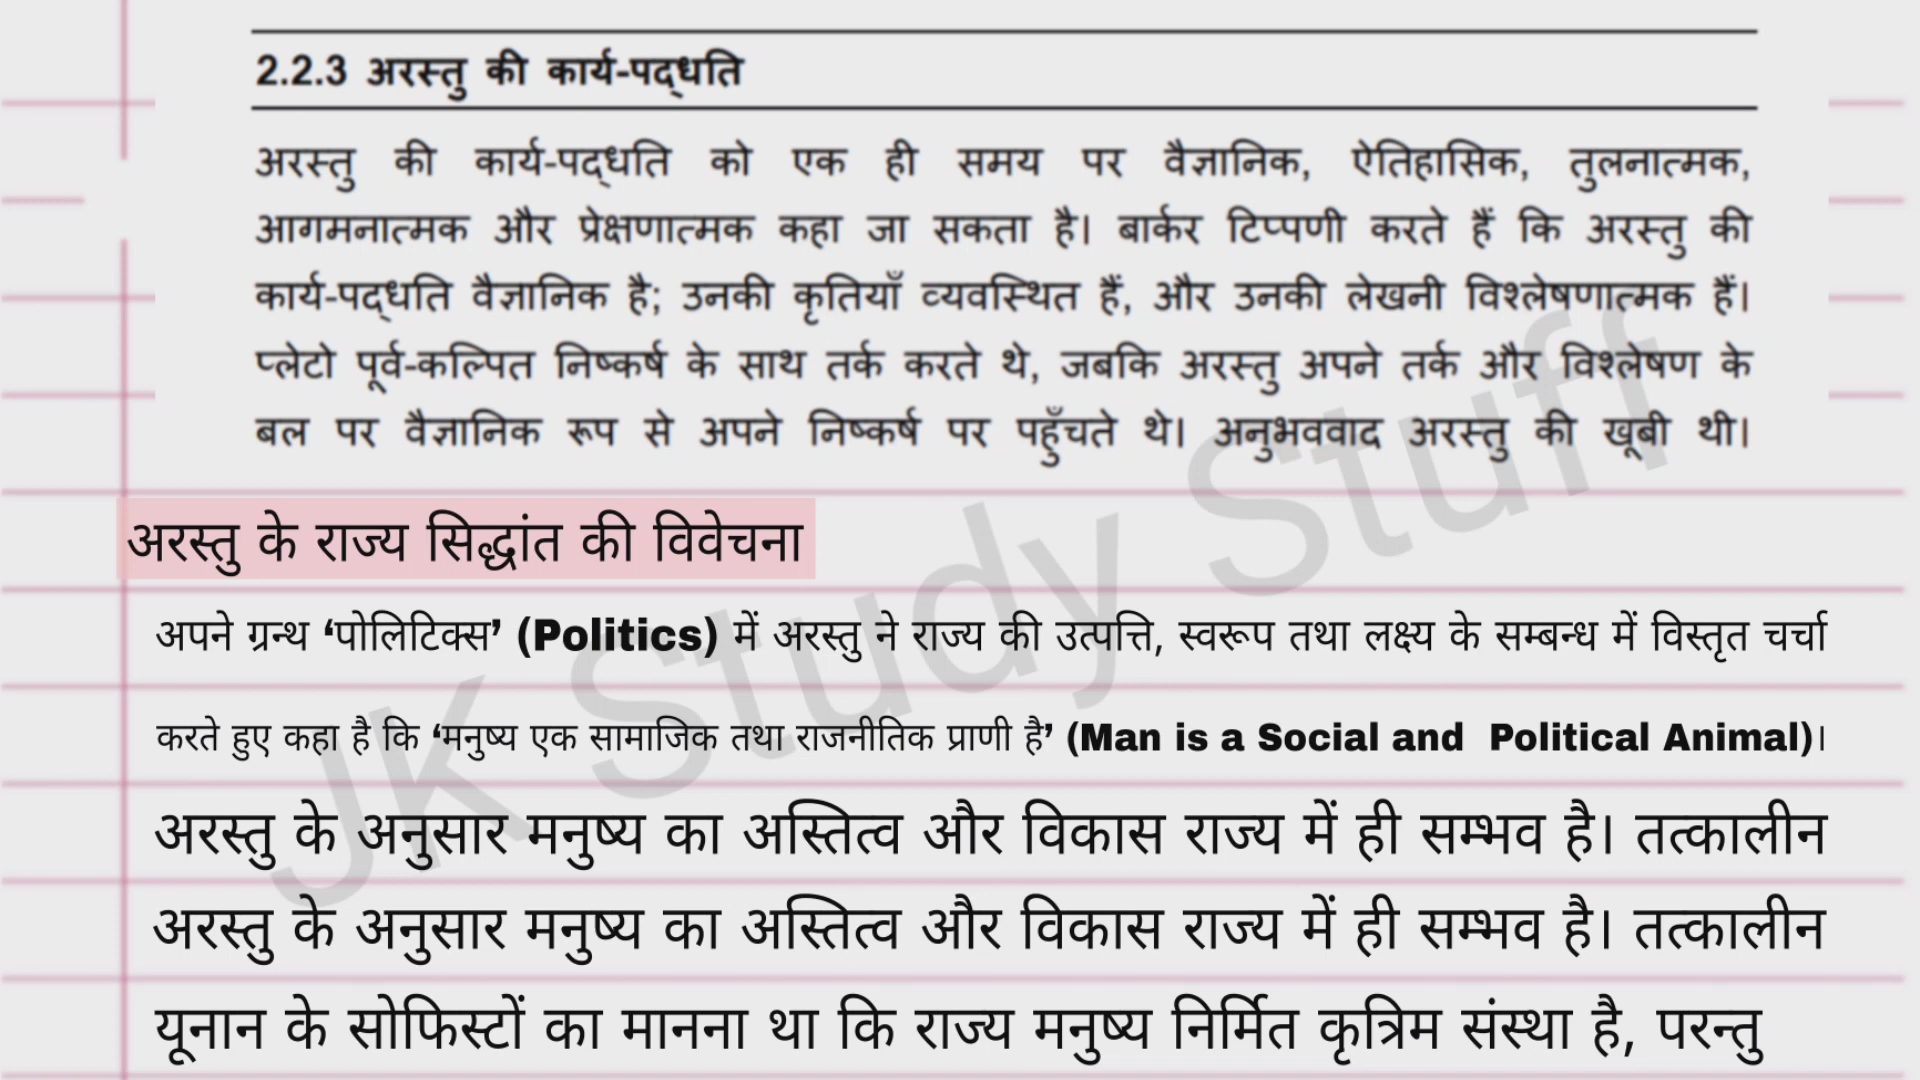 2.2.3 अरस्तु की कार्य-पद्धति
अरस्तु की कार्य-पद्धति को एक ही समय पर वैज्ञानिक, ऐतिहासिक, तुलनात्मक,
आगमनात्मक और प्रेक्षणात्मक कहा जा सकता है। बार्कर टिप्पणी करते हैं कि अरस्तु की
कार्य-पद्धति वैज्ञानिक है; उनकी कृतियाँ व्यवस्थित हैं, और उनकी लेखनी विश्लेषणात्मक हैं।
प्लेटो पूर्व-कल्पित निष्कर्ष के साथ तर्क करते थे, जबकि अरस्तु अपने तर्क और विश्लेषण के
बल पर वैज्ञानिक रूप से अपने निष्कर्ष पर पहुँचते थे। अनुभववाद अरस्तु की खूबी थी।
अरस्तु के राज्य सिद्धांत की विवेचना
अपने ग्रन्थ ‘पोलिटिक्स’ (Politics) में अरस्तु ने राज्य की उत्पत्ति, स्वरूप तथा लक्ष्य के सम्बन्ध में विस्तृत चर्चा
करते हुए कहा है कि ‘मनुष्य एक सामाजिक तथा राजनीतिक प्राणी है’ (Man is a Social and Political Animal)।
अरस्तु के अनुसार मनुष्य का अस्तित्व और विकास राज्य में ही सम्भव है। तत्कालीन
अरस्तु के अनुसार मनुष्य का अस्तित्व और विकास राज्य में ही सम्भव है। तत्कालीन
यूनान के सोफिस्टों का मानना था कि राज्य मनुष्य निर्मित कृत्रिम संस्था है, परन्तु
JK Study Stuff